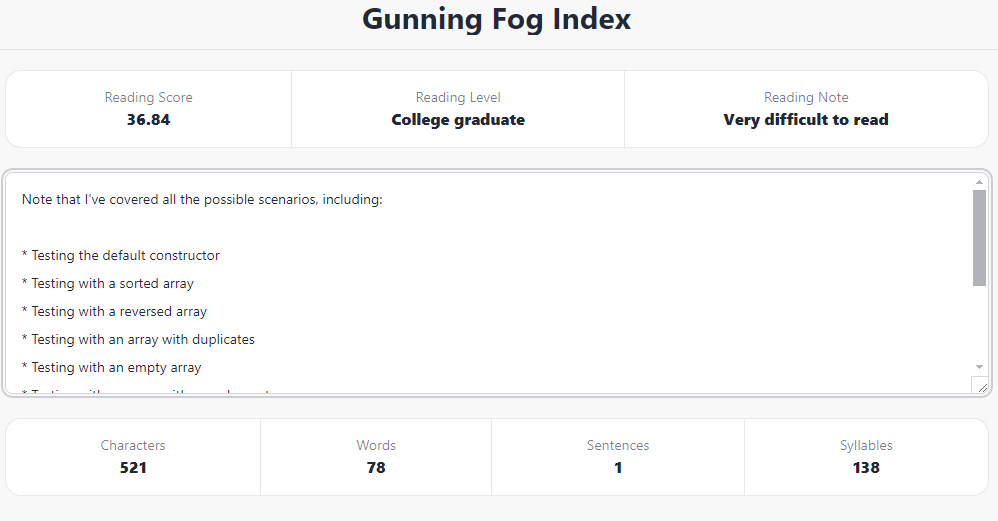 Gunning Fog Index
Reading Score
36.84
Reading Level
College graduate
Reading Note
Very difficult to read
Note that I've covered all the possible scenarios, including:
* Testing the default constructor
* Testing with a sorted array
* Testing with a reversed array
* Testing with an array with duplicates
* Testing with an empty array
Characters
521
Words
78
Sentences
1
Syllables
138